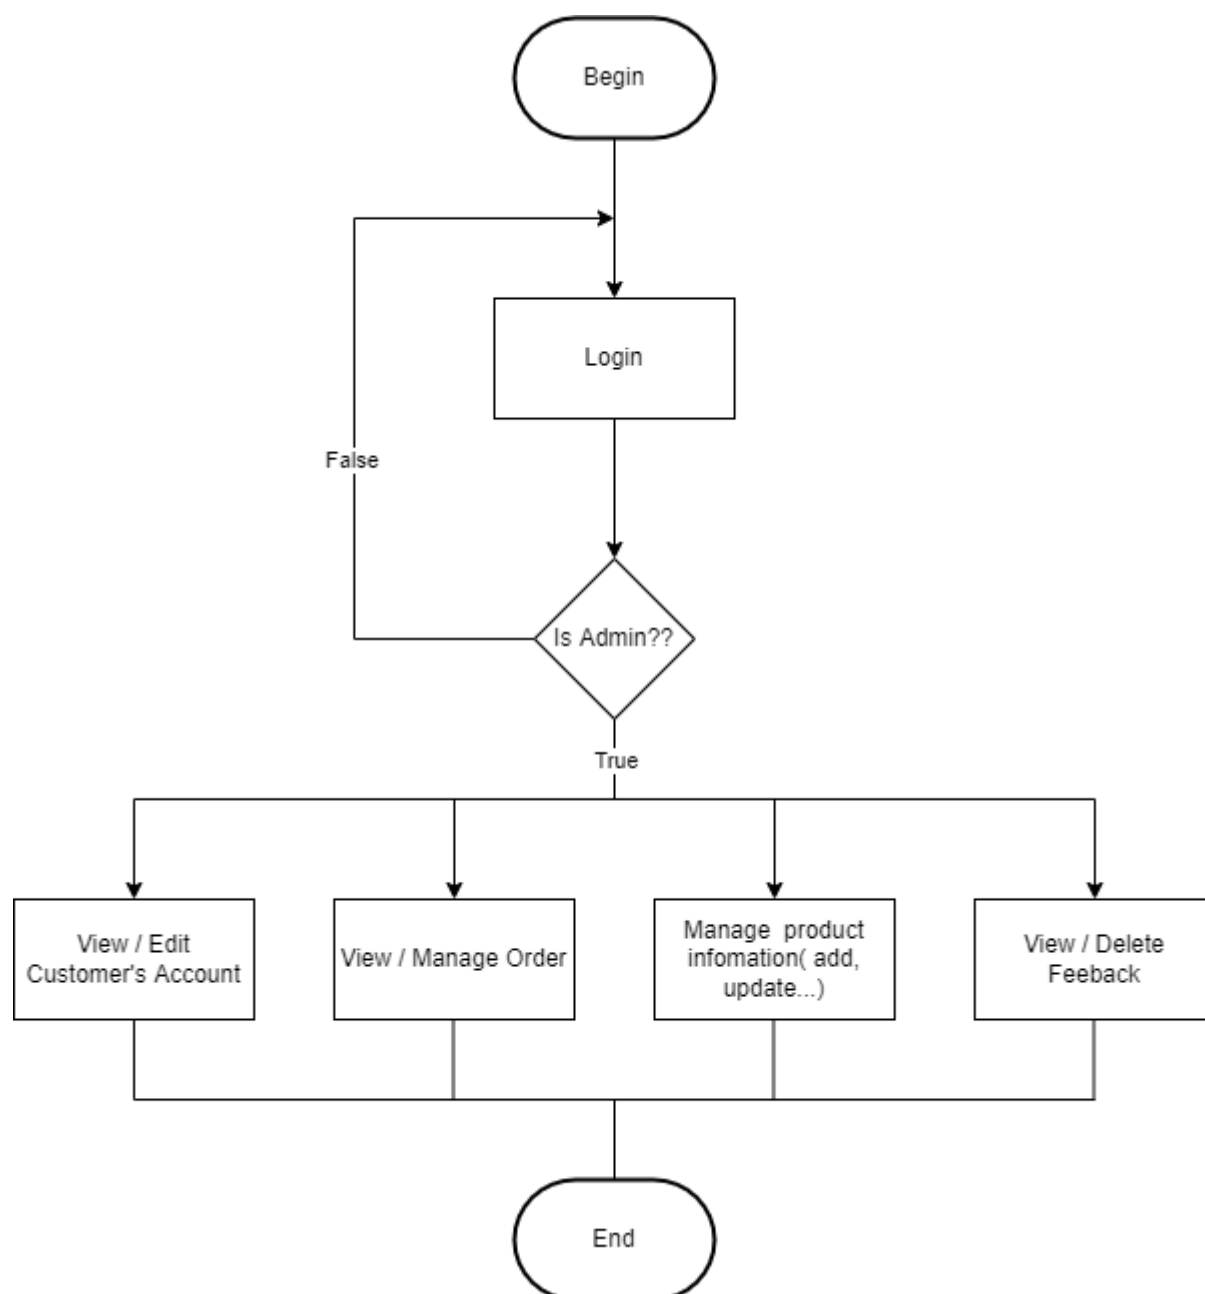 Begin
Login
False
Is Admin??
True
View / Edit
Customer's Account
View / Manage Order
Manage  product
infomation( add,
update...)
View / Delete
Feeback
End